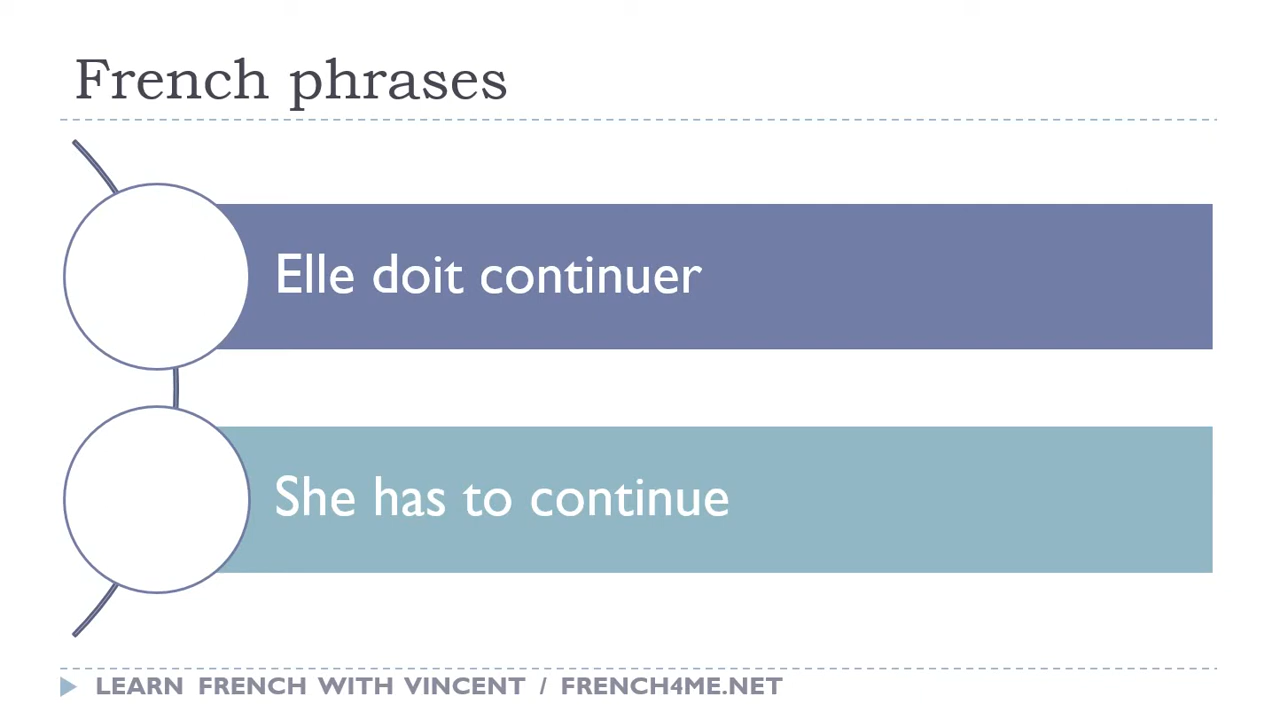 French phrases
Elle doit continuer
She has to continue
LEARN FRENCH WITH VINCENT / FRENCH4ME.NET